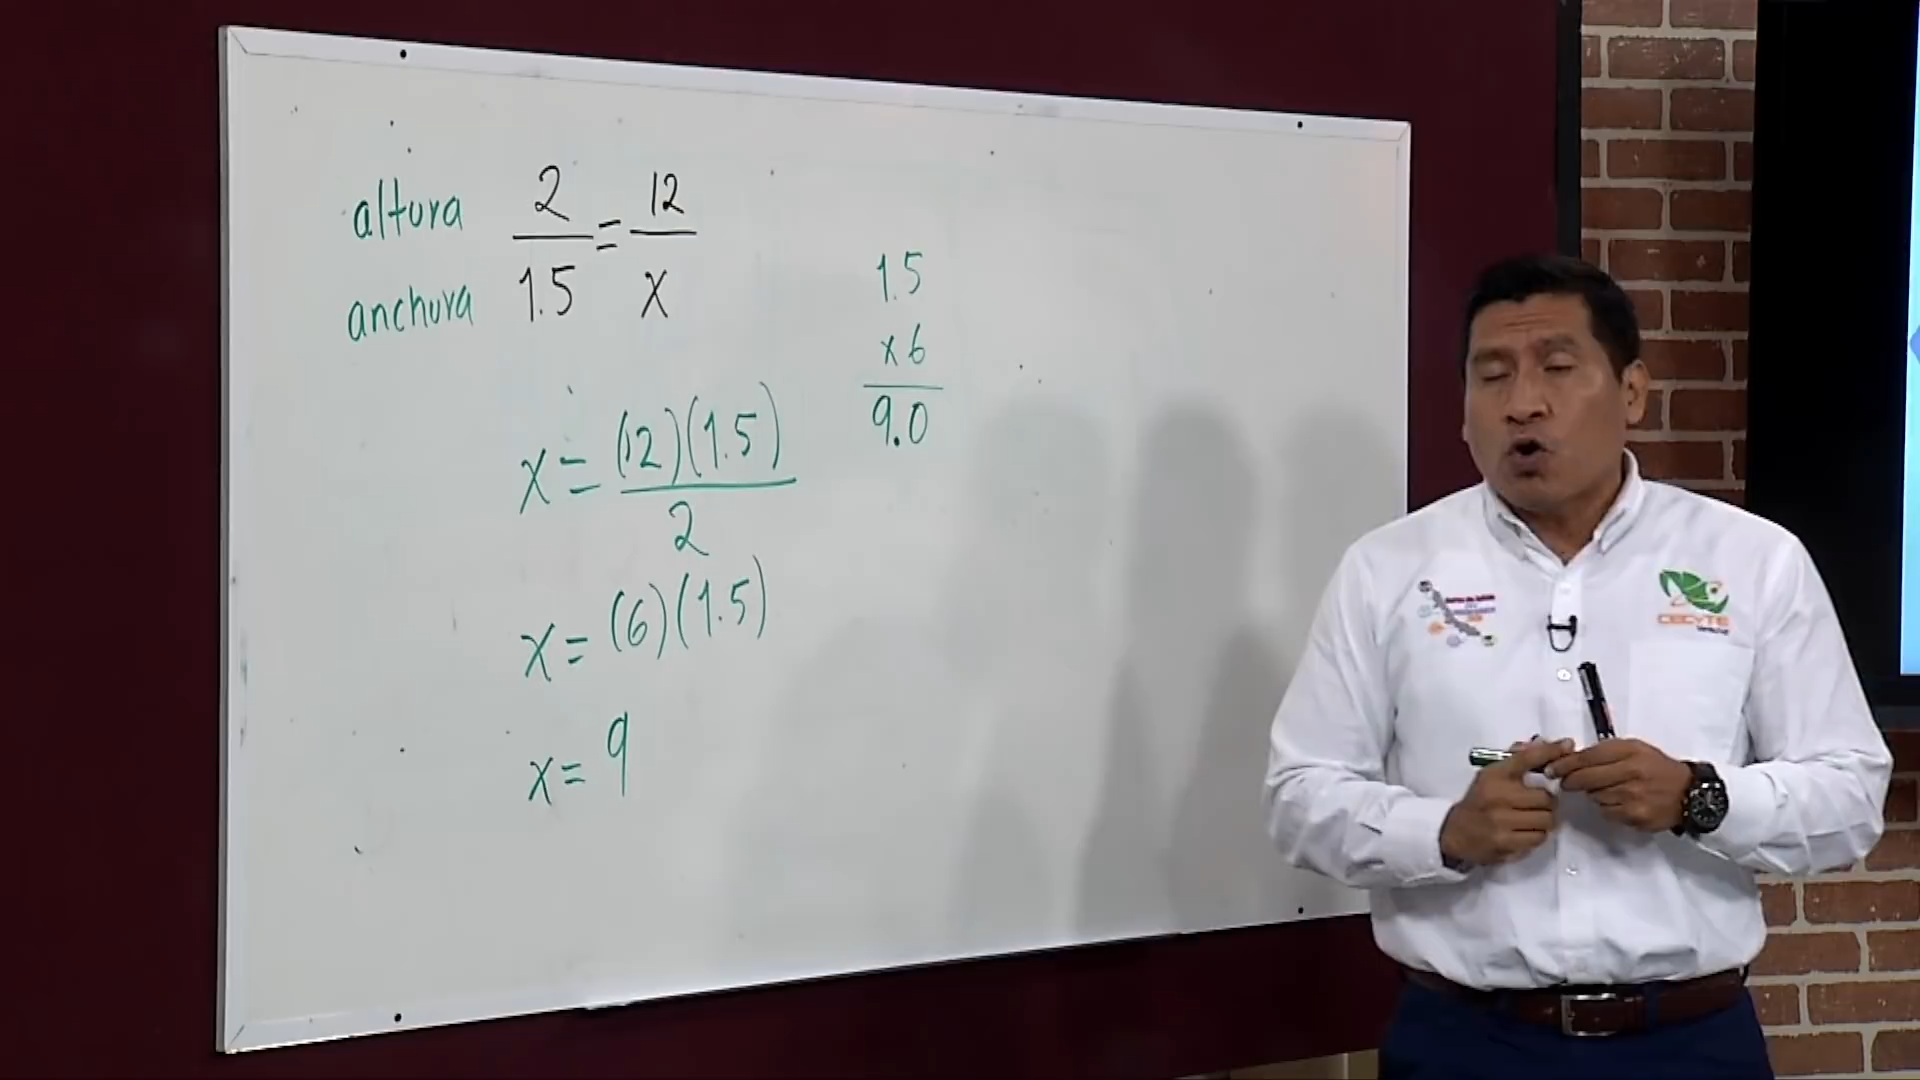 altura 2/1.5 = 12/x
anchura
x = (12)(1.5)/2
x = (6)(1.5)
x = 9
1.5
x 6
9.0
CECyTE